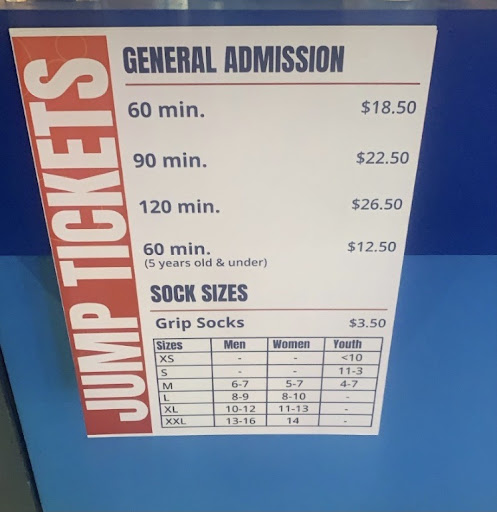 JUMP TICKETS
GENERAL ADMISSION
60 min. $18.50
90 min. $22.50
120 min. $26.50
60 min. $12.50
(5 years old & under)
SOCK SIZES
Grip Socks $3.50
Sizes Men Women Youth
XS - - <10
S - - 11-3
M 6-7 5-7 4-7
L 8-9 8-10 -
XL 10-12 11-13 -
XXL 13-16 14 -